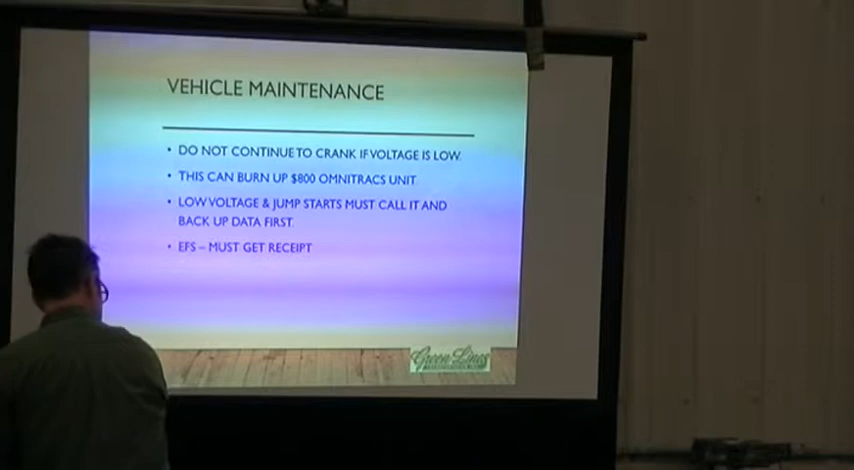 VEHICLE MAINTENANCE
• DO NOT CONTINUE TO CRANK IF VOLTAGE IS LOW.
• THIS CAN BURN UP $800 OMNITRACS UNIT.
• LOW VOLTAGE & JUMP STARTS MUST CALL IT AND
BACK UP DATA FIRST.
• EFS – MUST GET RECEIPT
Green Lines